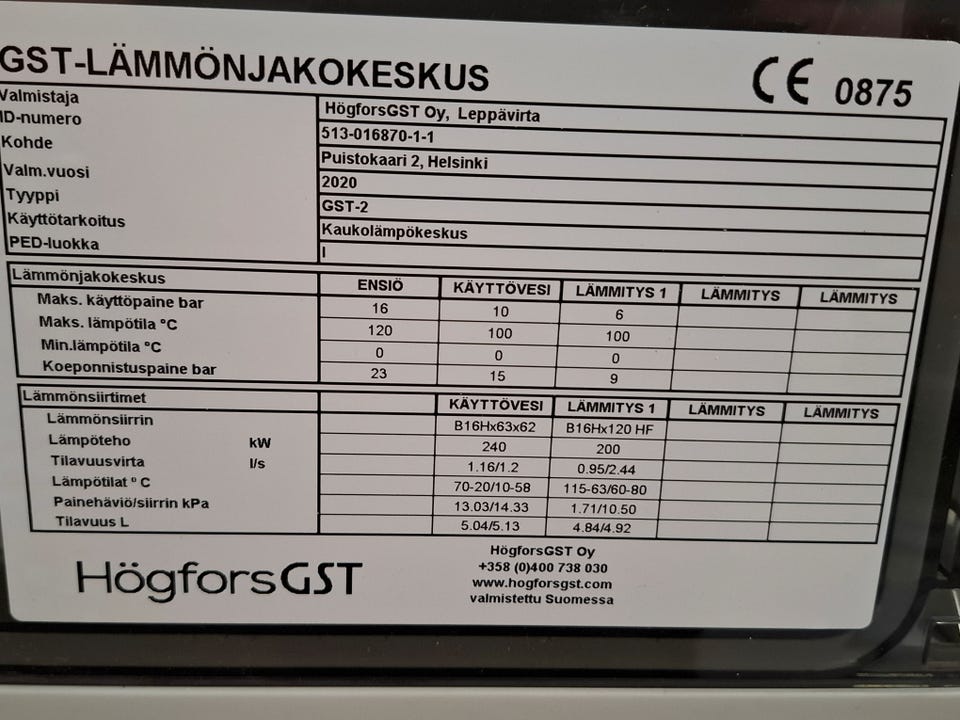 GST-LÄMMÖNJAKOKESKUS CE 0875
Valmistaja HögforsGST Oy, Leppävirta
ID-numero 513-016870-1-1
Kohde Puistokaari 2, Helsinki
Valm.vuosi 2020
Tyyppi GST-2
Käyttötarkoitus Kaukolämpökeskus
PED-luokka I
Lämmönjakokeskus ENSIÖ KÄYTTÖVESI LÄMMITYS 1 LÄMMITYS LÄMMITYS
Maks. käyttöpaine bar 16 10 6
Maks. lämpötila °C 120 100 100
Min.lämpötila °C 0 0 0
Koeponnistuspaine bar 23 15 9
Lämmönsiirtimet KÄYTTÖVESI LÄMMITYS 1 LÄMMITYS LÄMMITYS
Lämmönsiirrin B16Hx63x62 B16Hx120 HF
Lämpöteho kW 240 200
Tilavuusvirta l/s 1.16/1.2 0.95/2.44
Lämpötilat ° C 70-20/10-58 115-63/60-80
Painehäviö/siirrin kPa 13.03/14.33 1.71/10.50
Tilavuus L 5.04/5.13 4.84/4.92
HögforsGST
HögforsGST Oy
+358 (0)400 738 030
www.hogforsgst.com
valmistettu Suomessa